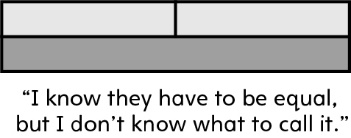 “I know they have to be equal,
but I don’t know what to call it.”